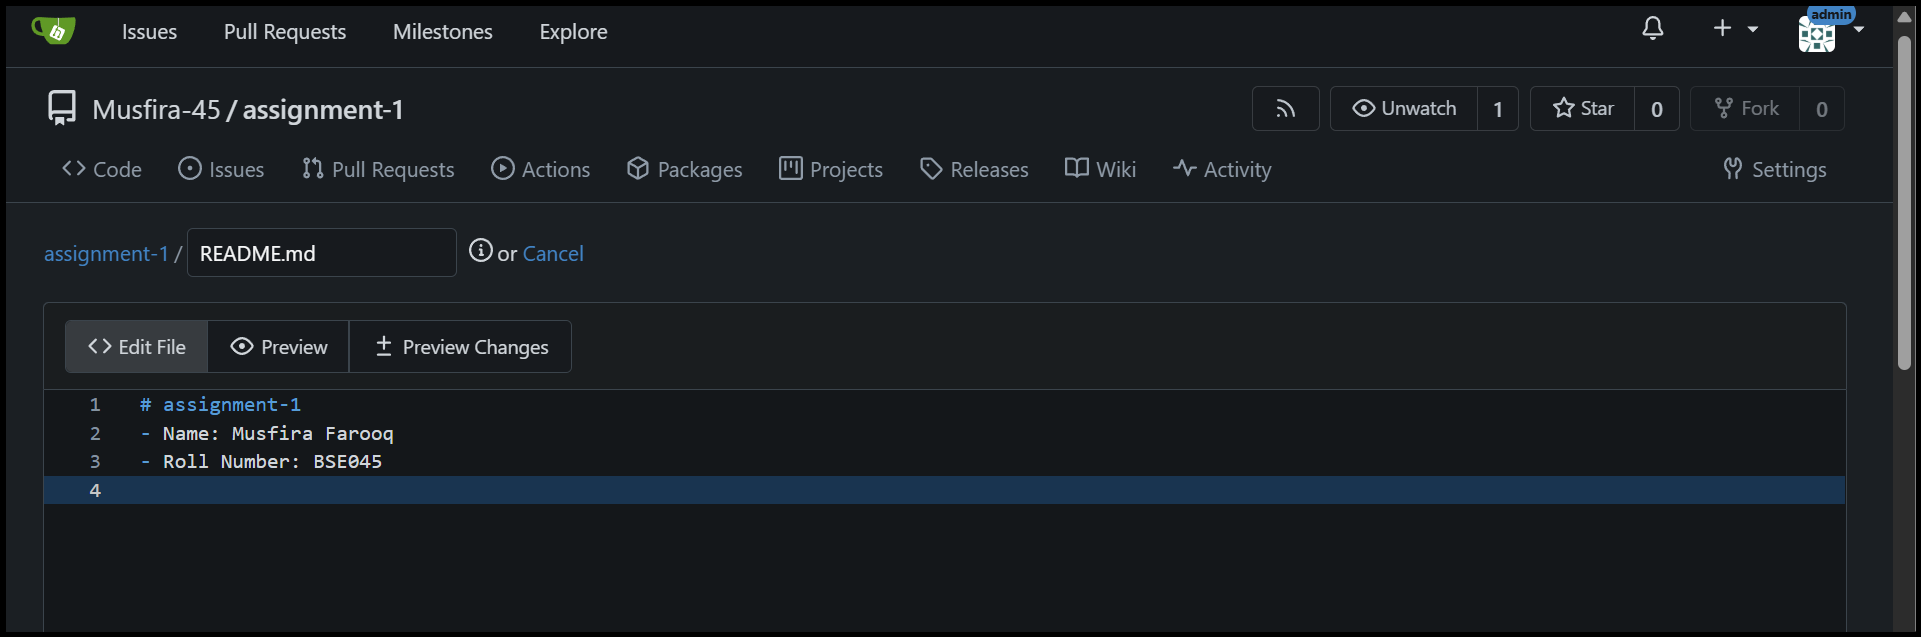 Issues Pull Requests Milestones Explore admin
Musfira-45 / assignment-1 Unwatch 1 Star 0 Fork 0
Code Issues Pull Requests Actions Packages Projects Releases Wiki Activity Settings
assignment-1 / README.md or Cancel
Edit File Preview Preview Changes
1 # assignment-1
2 - Name: Musfira Farooq
3 - Roll Number: BSE045
4